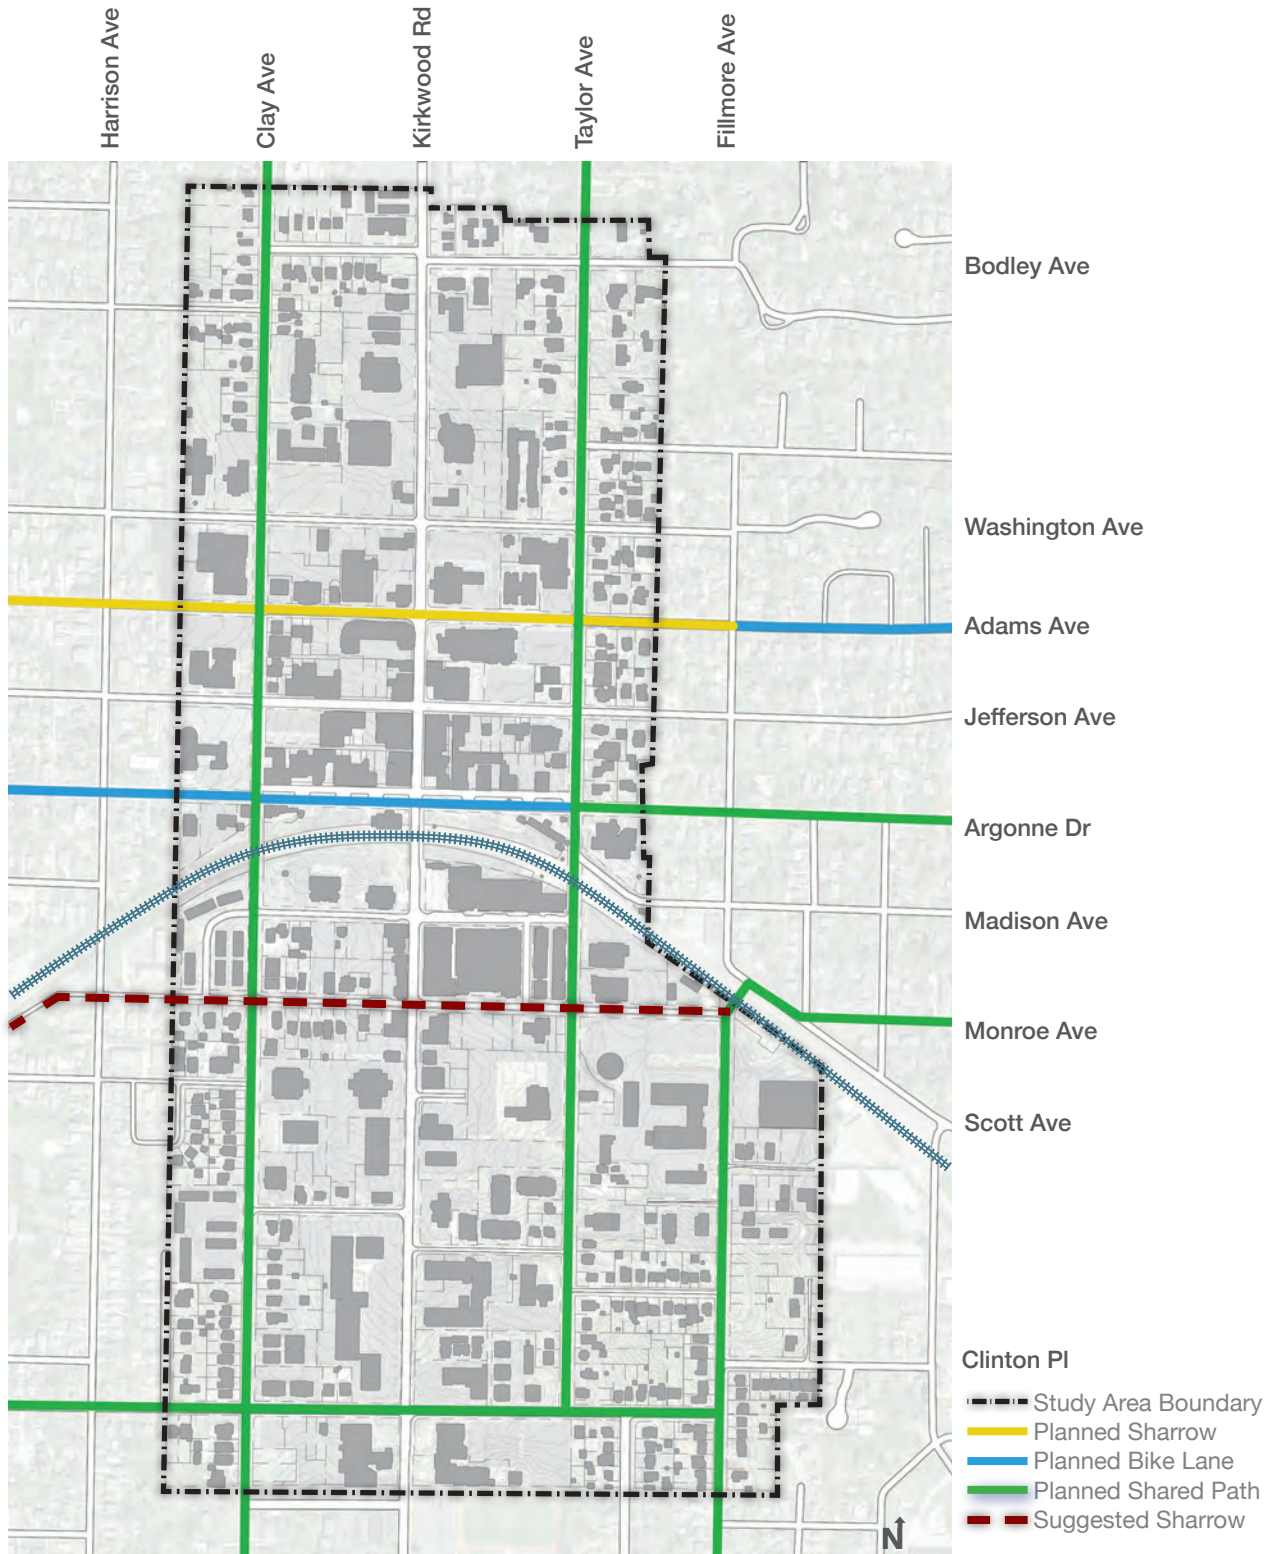 Harrison Ave
Clay Ave
Kirkwood Rd
Taylor Ave
Fillmore Ave
Bodley Ave
Washington Ave
Adams Ave
Jefferson Ave
Argonne Dr
Madison Ave
Monroe Ave
Scott Ave
Clinton Pl
Study Area Boundary
Planned Sharrow
Planned Bike Lane
Planned Shared Path
Suggested Sharrow
N